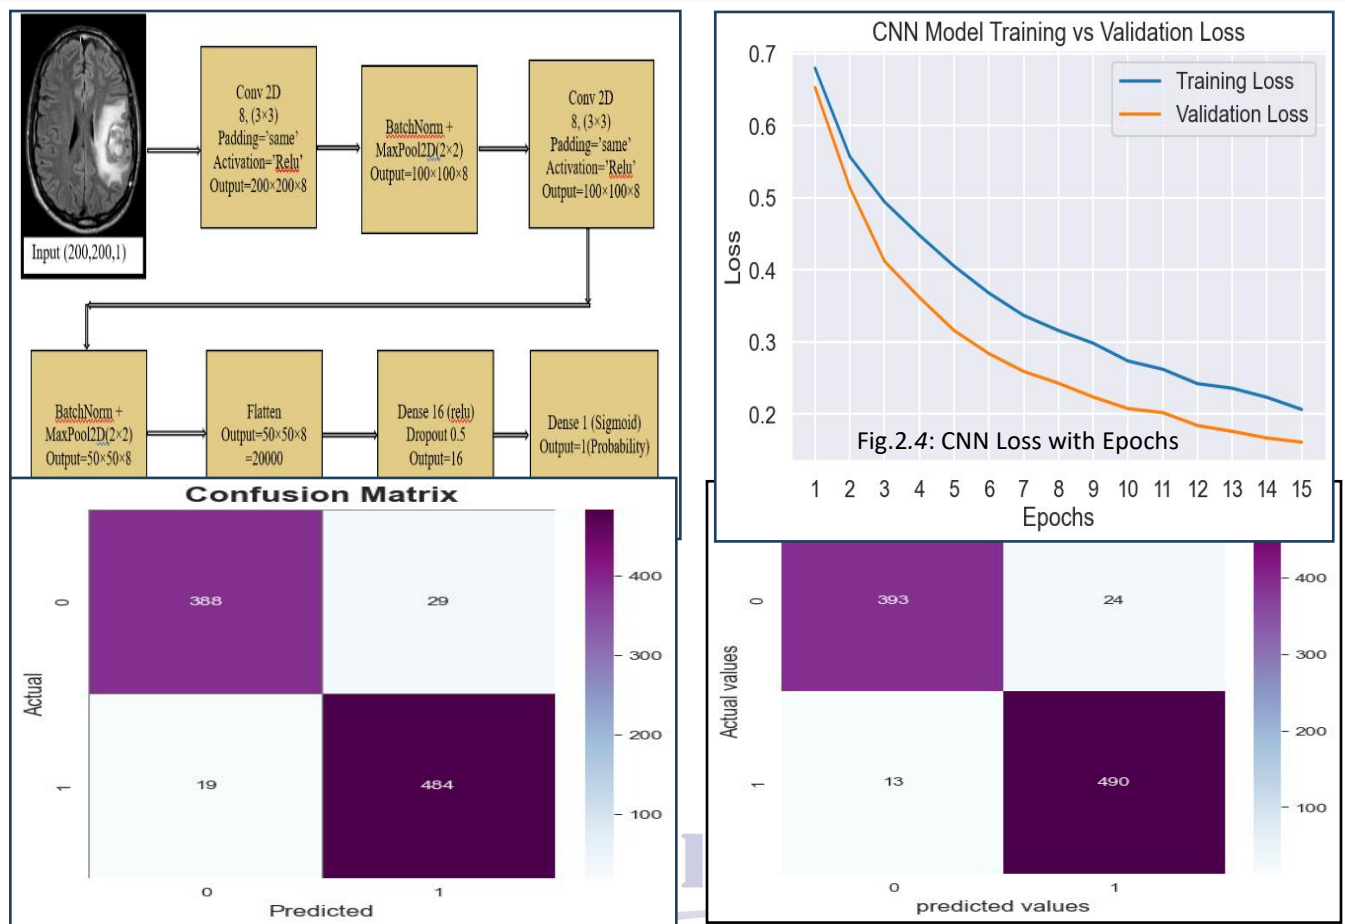 Input (200,200,1)
Conv 2D
8, (3×3)
Padding='same'
Activation='Relu'
Output=200×200×8
BatchNorm +
MaxPool2D(2×2)
Output=100×100×8
Conv 2D
8, (3×3)
Padding='same'
Activation='Relu'
Output=100×100×8
BatchNorm +
MaxPool2D(2×2)
Output=50×50×8
Flatten
Output=50×50×8
=20000
Dense 16 (relu)
Dropout 0.5
Output=16
Dense 1 (Sigmoid)
Output=1(Probability)
CNN Model Training vs Validation Loss
Training Loss
Validation Loss
0.7
0.6
0.5
0.4
0.3
0.2
Loss
Fig.2.4: CNN Loss with Epochs
1 2 3 4 5 6 7 8 9 10 11 12 13 14 15
Epochs
Confusion Matrix
Actual
0
388
29
1
19
484
0 1
Predicted
400
300
200
100
Actual values
0
393
24
1
13
490
0 1
predicted values
400
300
200
100